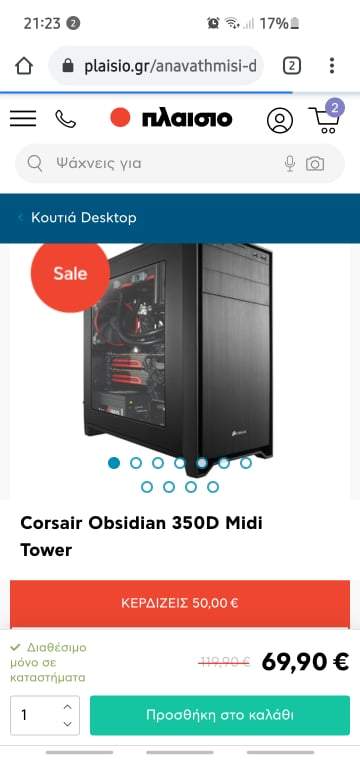 21:23 2 17%
plaisio.gr/anavathmisi-d 2
πλαισιο 2
Ψάχνεις για
Κουτιά Desktop
Sale
CORSAIR
Corsair Obsidian 350D Midi
Tower
ΚΕΡΔΙΖΕΙΣ 50,00 €
Διαθέσιμο
μόνο σε
καταστήματα
119,90 € 69,90 €
1 Προσθήκη στο καλάθι